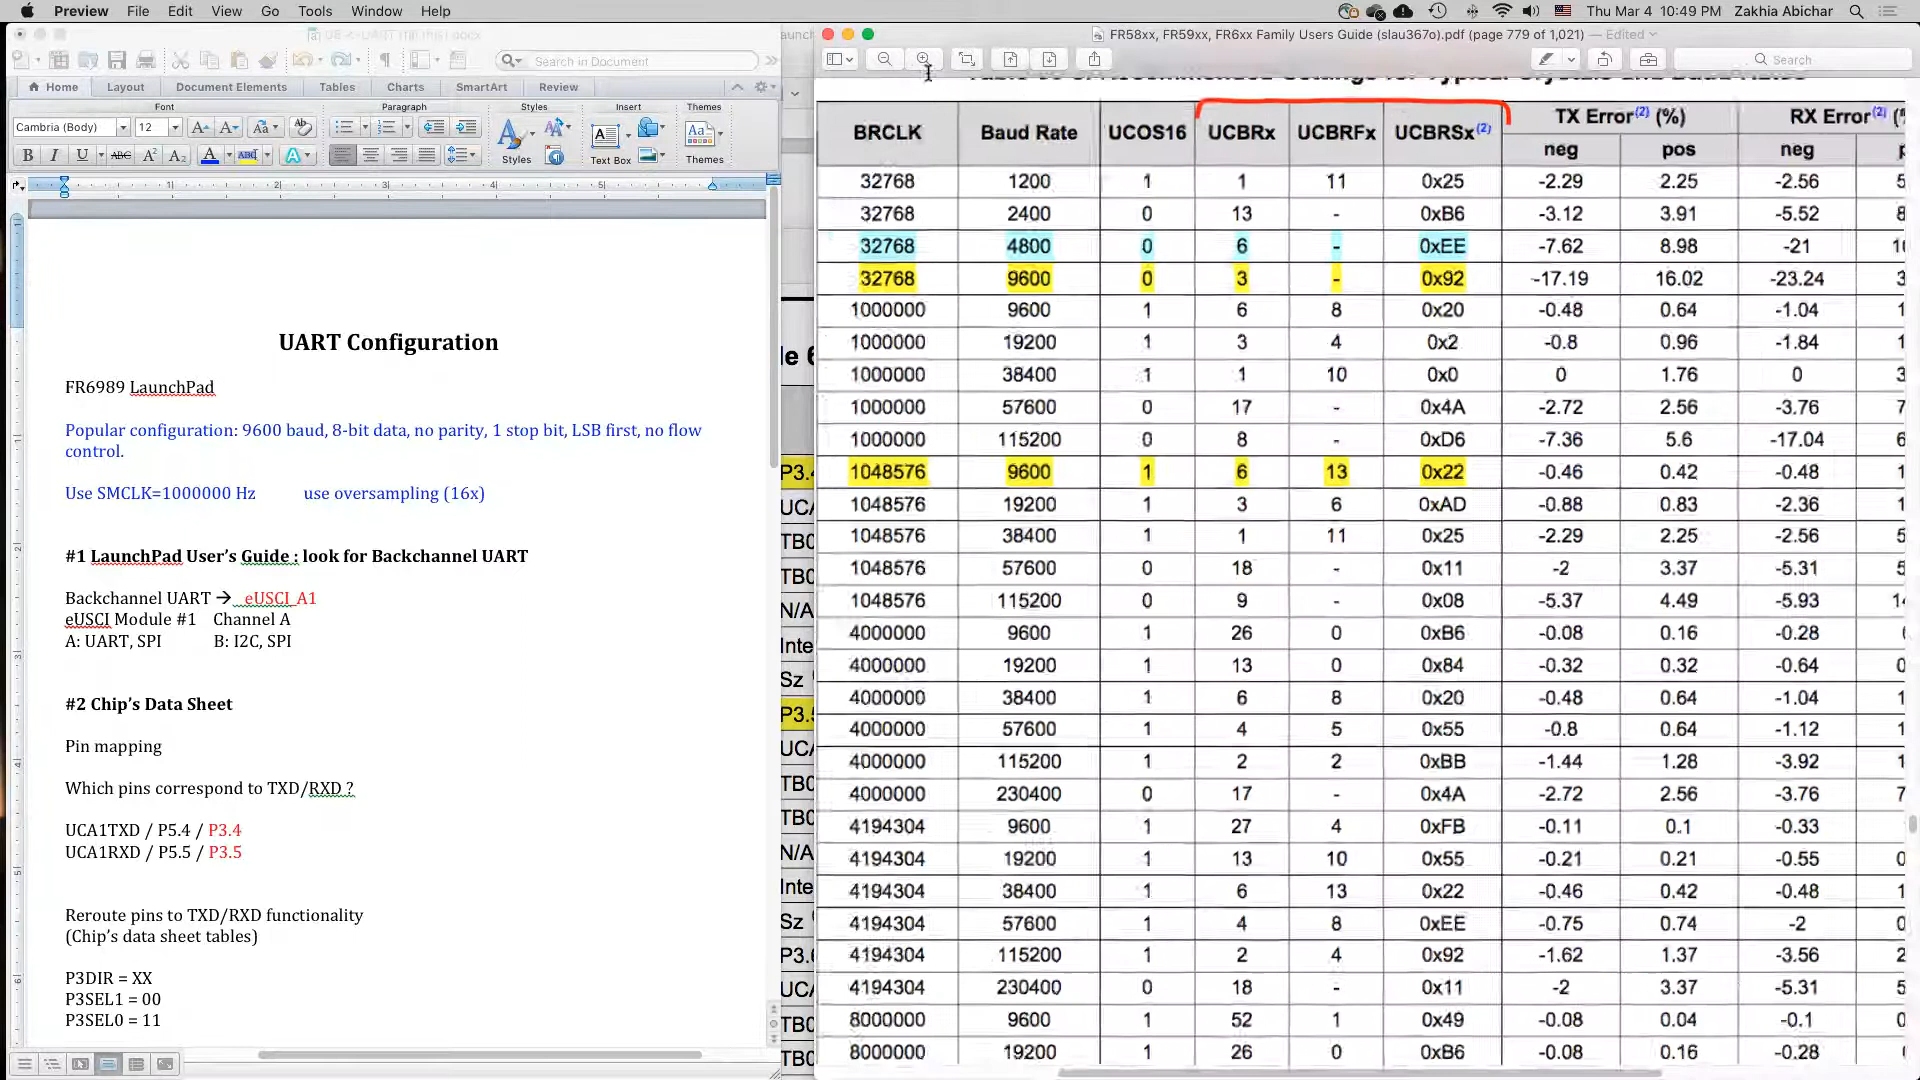 Preview File Edit View Go Tools Window Help Thu Mar 4 10:49 PM Zakhia Abichar
Search in Document
Home Layout Document Elements Tables Charts SmartArt Review
Font Paragraph Styles Insert Themes
Cambria (Body) 12
B I U ABC A² A₂ Styles Text Box Themes
UART Configuration
FR6989 LaunchPad
Popular configuration: 9600 baud, 8-bit data, no parity, 1 stop bit, LSB first, no flow
control.
Use SMCLK=1000000 Hz use oversampling (16x)
#1 LaunchPad User's Guide : look for Backchannel UART
Backchannel UART → eUSCI_A1
eUSCI Module #1 Channel A
A: UART, SPI B: I2C, SPI
#2 Chip's Data Sheet
Pin mapping
Which pins correspond to TXD/RXD ?
UCA1TXD / P5.4 / P3.4
UCA1RXD / P5.5 / P3.5
Reroute pins to TXD/RXD functionality
(Chip's data sheet tables)
P3DIR = XX
P3SEL1 = 00
P3SEL0 = 11
FR58xx, FR59xx, FR6xx Family Users Guide (slau367o).pdf (page 779 of 1,021) — Edited
Search
BRCLK Baud Rate UCOS16 UCBRx UCBRFx UCBRSx(2) TX Error(2) (%) RX Error(2)
neg pos neg
32768 1200 1 1 11 0x25 -2.29 2.25 -2.56
32768 2400 0 13 - 0xB6 -3.12 3.91 -5.52
32768 4800 0 6 - 0xEE -7.62 8.98 -21
32768 9600 0 3 - 0x92 -17.19 16.02 -23.24
1000000 9600 1 6 8 0x20 -0.48 0.64 -1.04
1000000 19200 1 3 4 0x2 -0.8 0.96 -1.84
1000000 38400 1 1 10 0x0 0 1.76 0
1000000 57600 0 17 - 0x4A -2.72 2.56 -3.76
1000000 115200 0 8 - 0xD6 -7.36 5.6 -17.04
1048576 9600 1 6 13 0x22 -0.46 0.42 -0.48
1048576 19200 1 3 6 0xAD -0.88 0.83 -2.36
1048576 38400 1 1 11 0x25 -2.29 2.25 -2.56
1048576 57600 0 18 - 0x11 -2 3.37 -5.31
1048576 115200 0 9 - 0x08 -5.37 4.49 -5.93
4000000 9600 1 26 0 0xB6 -0.08 0.16 -0.28
4000000 19200 1 13 0 0x84 -0.32 0.32 -0.64
4000000 38400 1 6 8 0x20 -0.48 0.64 -1.04
4000000 57600 1 4 5 0x55 -0.8 0.64 -1.12
4000000 115200 1 2 2 0xBB -1.44 1.28 -3.92
4000000 230400 0 17 - 0x4A -2.72 2.56 -3.76
4194304 9600 1 27 4 0xFB -0.11 0.1 -0.33
4194304 19200 1 13 10 0x55 -0.21 0.21 -0.55
4194304 38400 1 6 13 0x22 -0.46 0.42 -0.48
4194304 57600 1 4 8 0xEE -0.75 0.74 -2
4194304 115200 1 2 4 0x92 -1.62 1.37 -3.56
4194304 230400 0 18 - 0x11 -2 3.37 -5.31
8000000 9600 1 52 1 0x49 -0.08 0.04 -0.1
8000000 19200 1 26 0 0xB6 -0.08 0.16 -0.28